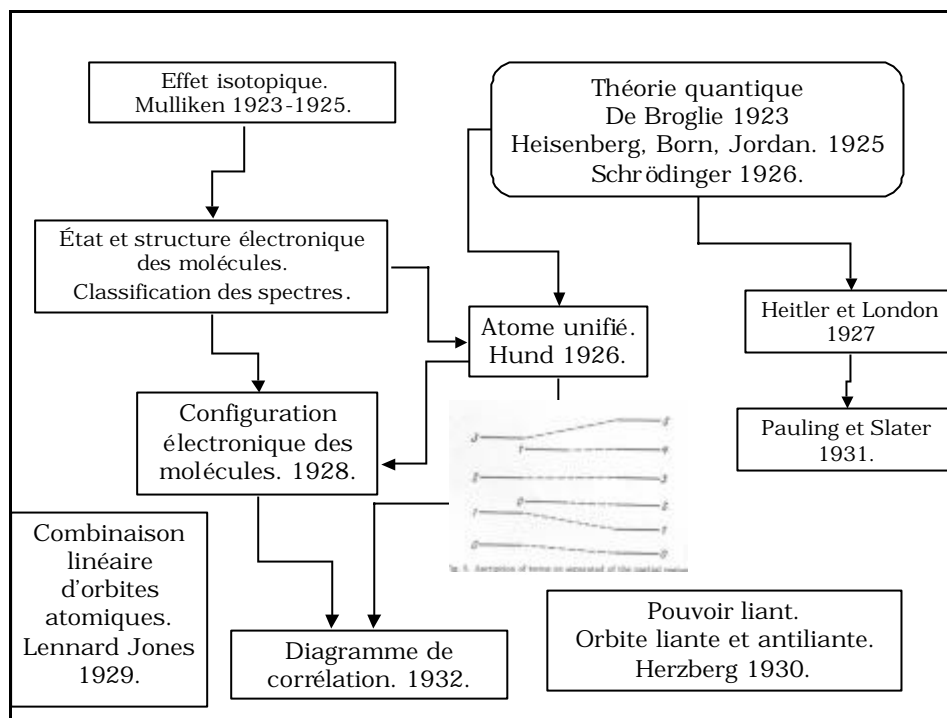 Effet isotopique.
Mulliken 1923-1925.
Théorie quantique
De Broglie 1923
Heisenberg, Born, Jordan. 1925
Schrödinger 1926.
État et structure électronique
des molécules.
Classification des spectres.
Atome unifié.
Hund 1926.
Heitler et London
1927
Configuration
électronique des
molécules. 1928.
Pauling et Slater
1931.
Combinaison
linéaire
d'orbites
atomiques.
Lennard Jones
1929.
Diagramme de
corrélation. 1932.
Pouvoir liant.
Orbite liante et antiliante.
Herzberg 1930.